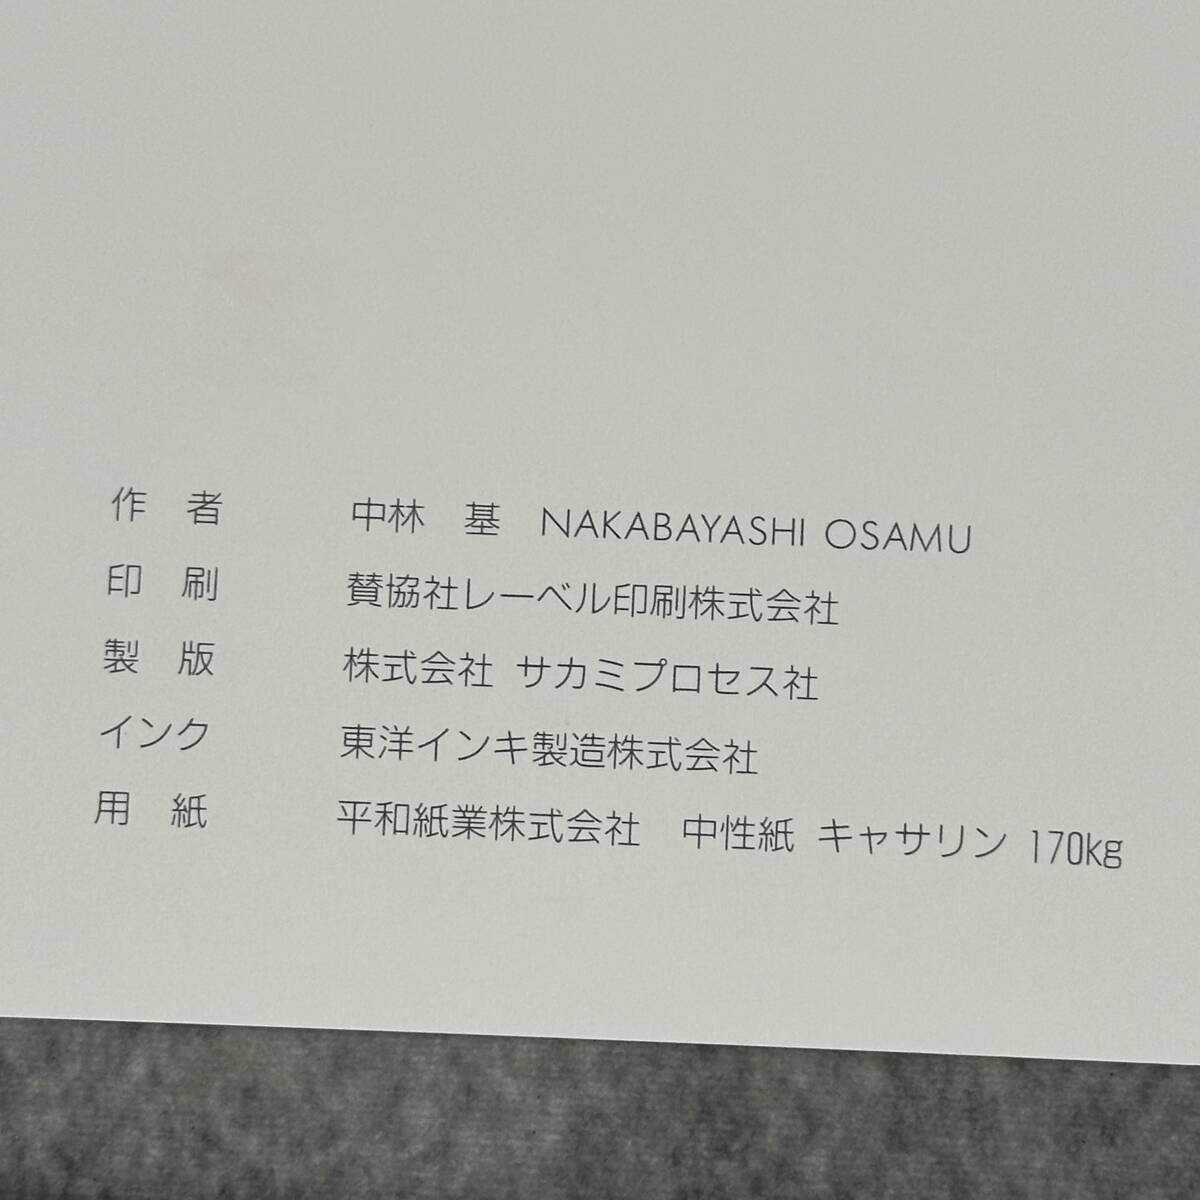 作　者　中林　基　NAKABAYASHI OSAMU
印　刷　賛協社レーベル印刷株式会社
製　版　株式会社 サカミプロセス社
インク　東洋インキ製造株式会社
用　紙　平和紙業株式会社　中性紙 キャサリン 170kg